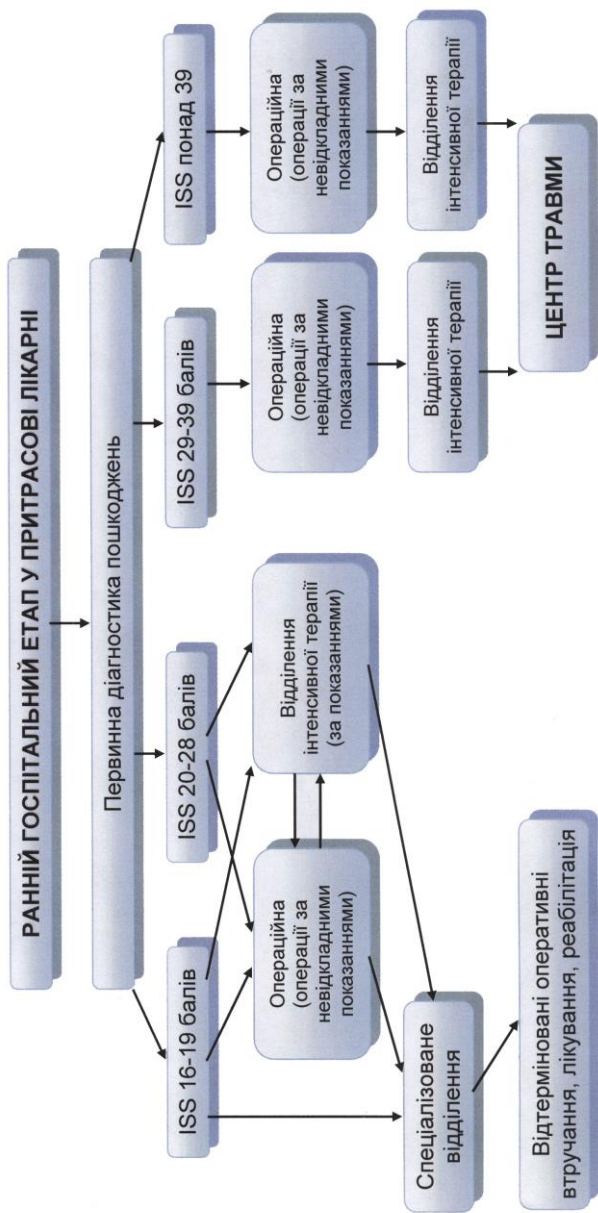 РАННІЙ ГОСПІТАЛЬНИЙ ЕТАП У ПРИТРАСОВІ ЛІКАРНІ
Первинна діагностика пошкоджень
ISS 16-19 балів
ISS 20-28 балів
ISS 29-39 балів
ISS понад 39
Операційна
(операції за
невідкладними
показаннями)
Відділення
інтенсивної терапії
(за показаннями)
Операційна
(операції за
невідкладними
показаннями)
Операційна
(операції за
невідкладними
показаннями)
Спеціалізоване
відділення
Відділення
інтенсивної терапії
Відділення
інтенсивної терапії
Відтерміновані оперативні
втручання, лікування, реабілітація
ЦЕНТР ТРАВМИ